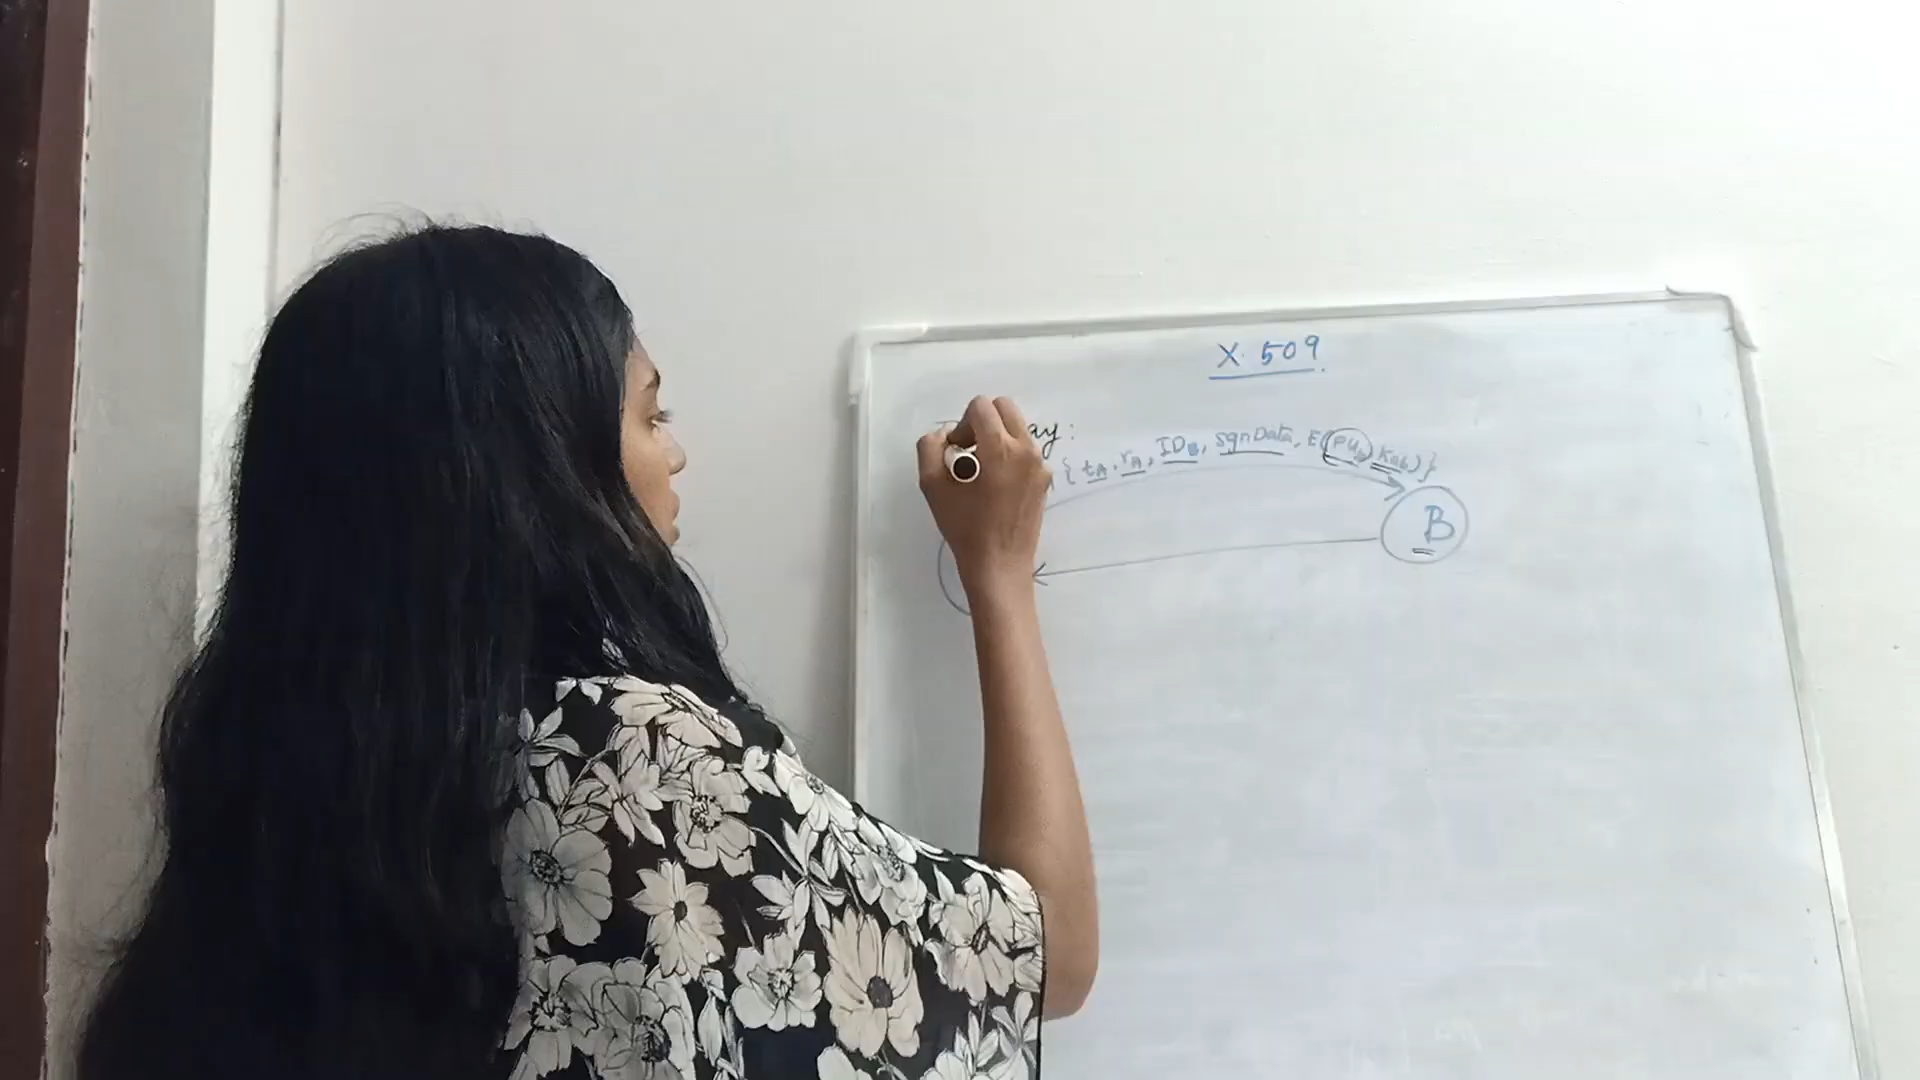 X. 509
ay:
{ tA, rA, IDB, sgnData, E(PUb, Kab) }
B